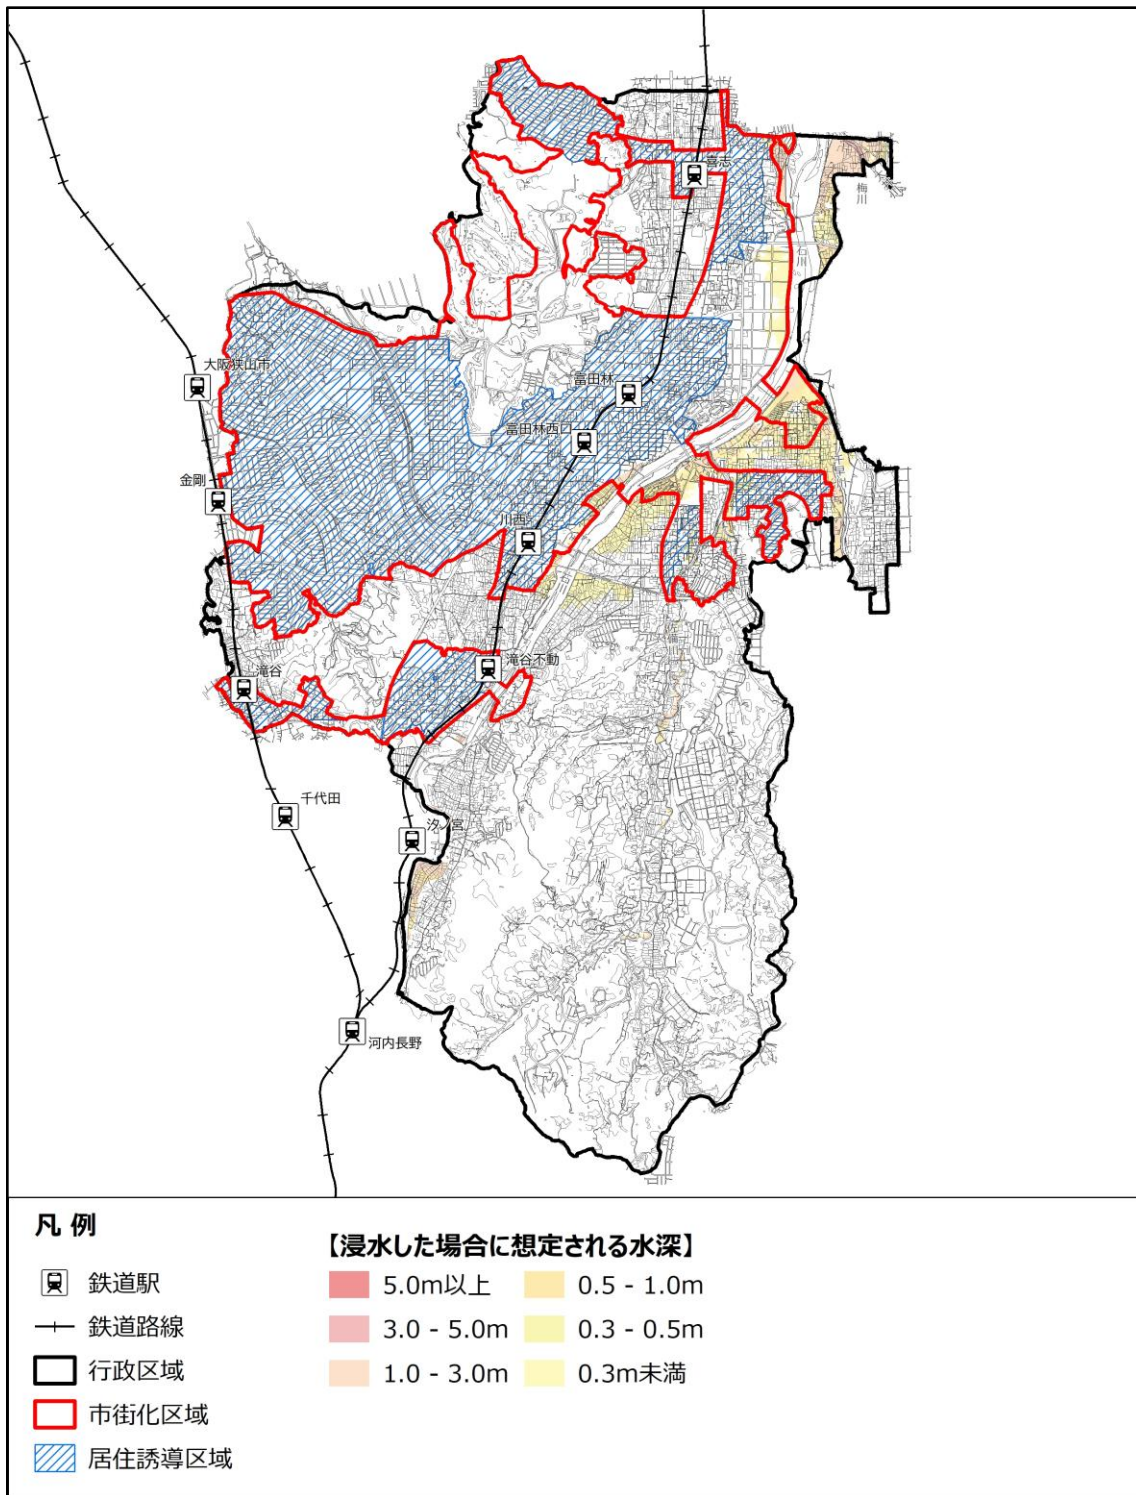 喜志
梅川
石川
大阪狭山市
富田林
富田林西口
金剛
川西
石川
滝谷不動
滝谷
千代田
汐ノ宮
河内長野
凡 例
鉄道駅
鉄道路線
行政区域
市街化区域
居住誘導区域
【浸水した場合に想定される水深】
5.0m以上
0.5 - 1.0m
3.0 - 5.0m
0.3 - 0.5m
1.0 - 3.0m
0.3m未満